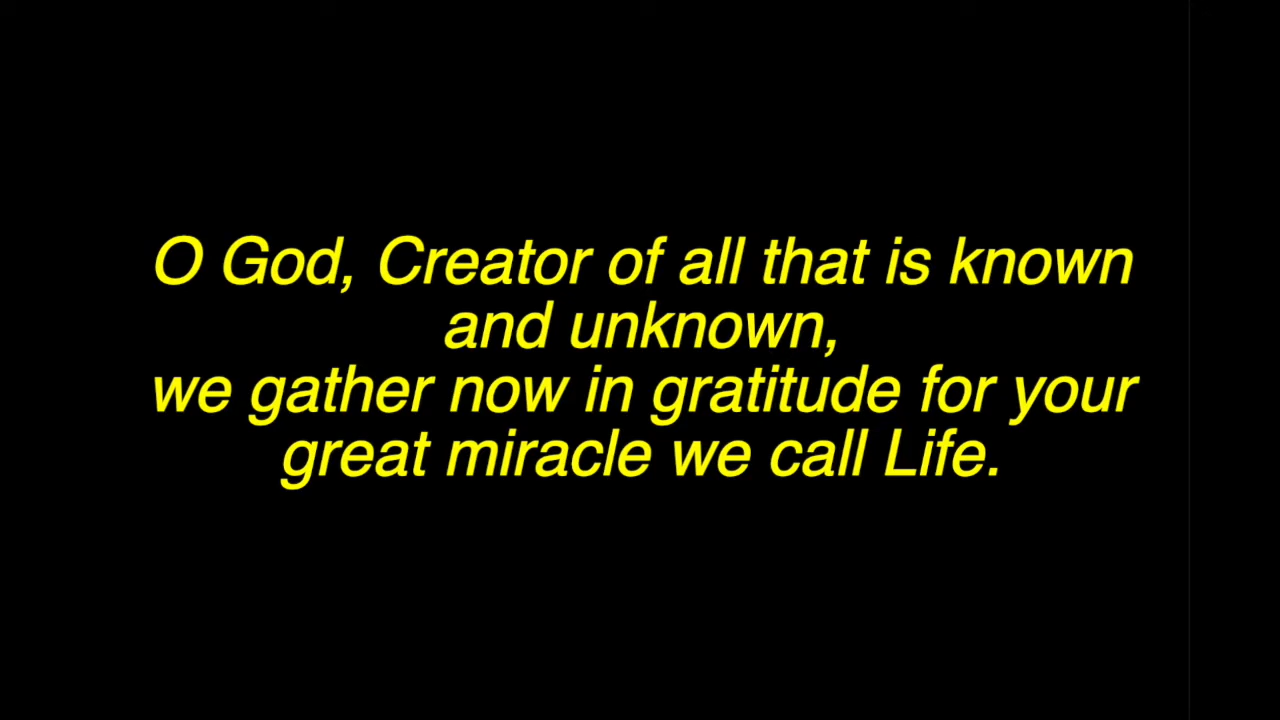 O God, Creator of all that is known
and unknown,
we gather now in gratitude for your
great miracle we call Life.